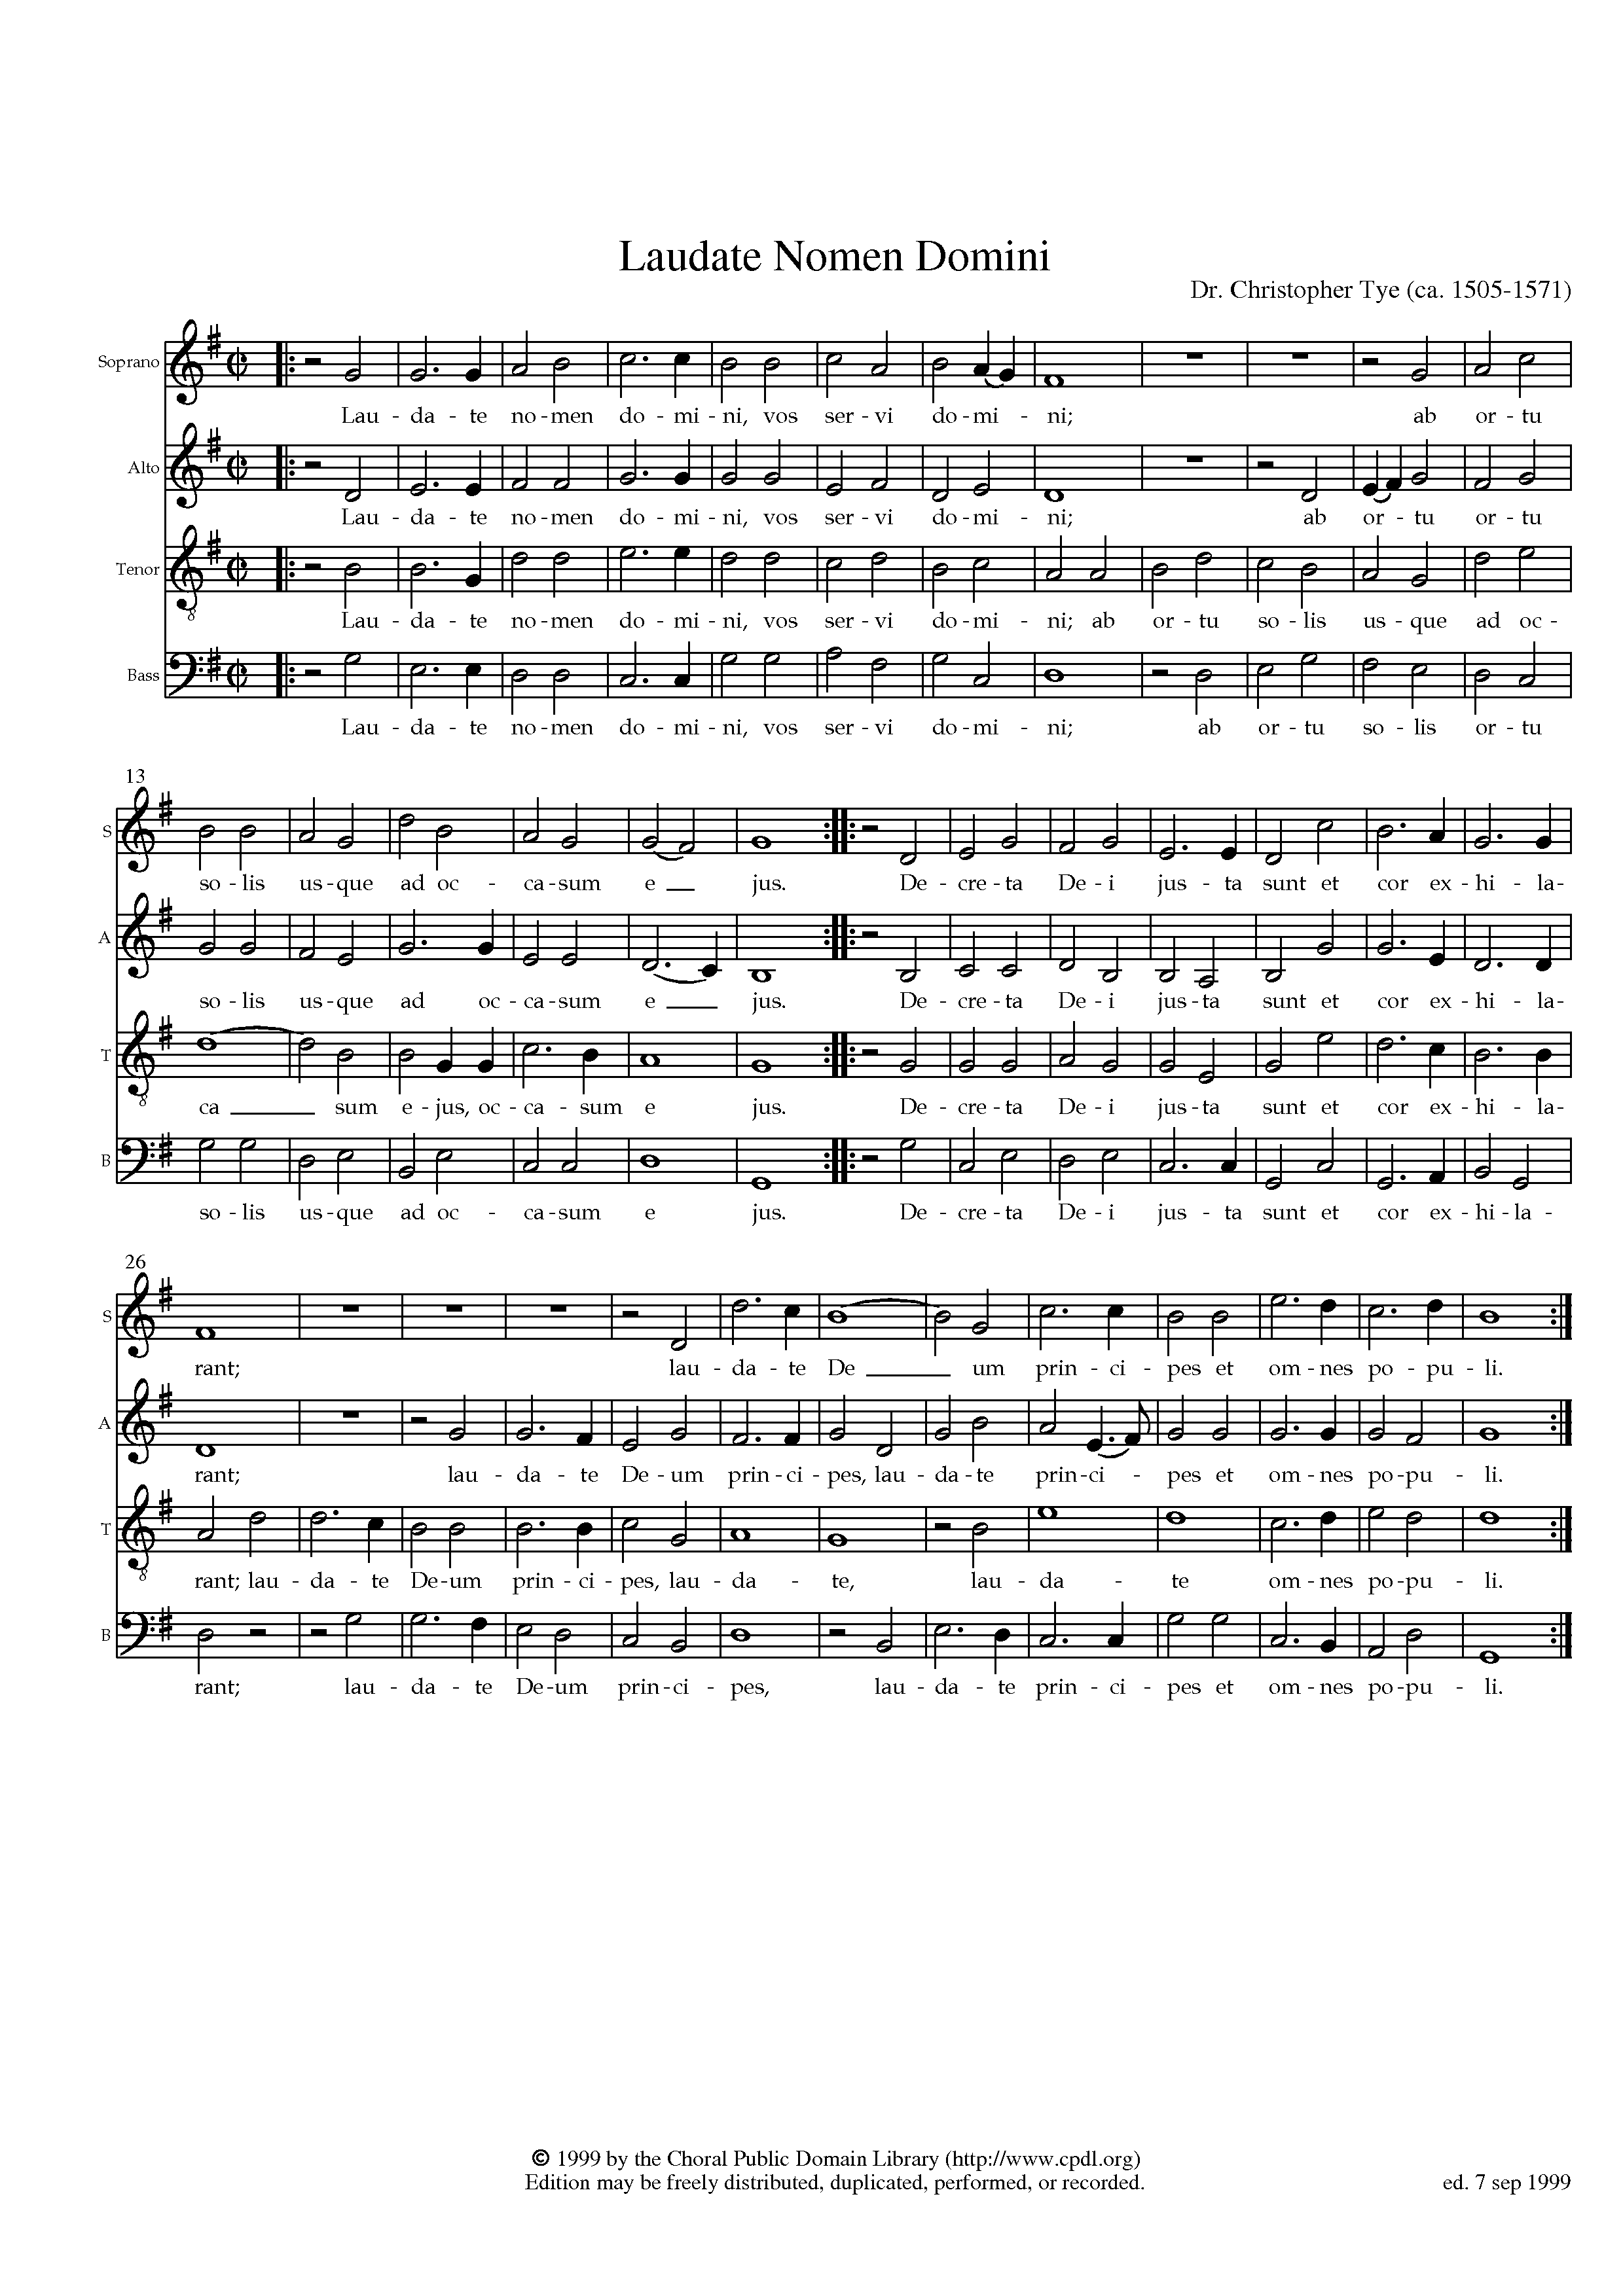 Laudate Nomen Domini
Dr. Christopher Tye (ca. 1505-1571)
Soprano
Lau - da - te no - men do - mi - ni, vos ser - vi do - mi - ni; ab or - tu
Alto
Lau - da - te no - men do - mi - ni, vos ser - vi do - mi - ni; ab or - tu or - tu
Tenor
8
Lau - da - te no - men do - mi - ni, vos ser - vi do - mi - ni; ab or - tu so - lis us - que ad oc -
Bass
Lau - da - te no - men do - mi - ni, vos ser - vi do - mi - ni; ab or - tu so - lis or - tu
13
S
so - lis us - que ad oc - ca - sum e jus. De - cre - ta De - i jus - ta sunt et cor ex - hi - la-
A
so - lis us - que ad oc - ca - sum e jus. De - cre - ta De - i jus - ta sunt et cor ex - hi - la-
T
8
ca sum e - jus, oc - ca - sum e jus. De - cre - ta De - i jus - ta sunt et cor ex - hi - la-
B
so - lis us - que ad oc - ca - sum e jus. De - cre - ta De - i jus - ta sunt et cor ex - hi - la -
26
S
rant; lau - da - te De um prin - ci - pes et om - nes po - pu - li.
A
rant; lau - da - te De - um prin - ci - pes, lau - da - te prin - ci - pes et om - nes po - pu - li.
T
8
rant; lau - da - te De - um prin - ci - pes, lau - da - te, lau - da - te om - nes po - pu - li.
B
rant; lau - da - te De - um prin - ci - pes, lau - da - te prin - ci - pes et om - nes po - pu - li.
© 1999 by the Choral Public Domain Library (http://www.cpdl.org)
Edition may be freely distributed, duplicated, performed, or recorded.
ed. 7 sep 1999